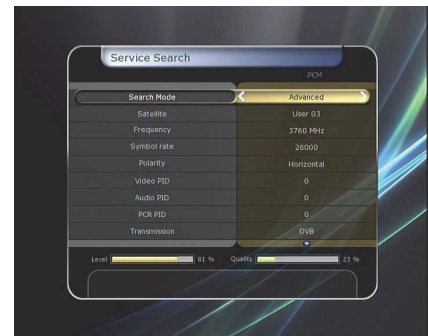 Service Search
PCM
Search Mode Advanced
Satellite User 03
Frequency 3760 MHz
Symbol rate 26000
Polarity Horizontal
Video PID 0
Audio PID 0
PCR PID 0
Transmission DVB
Level 81 % Quality 23 %